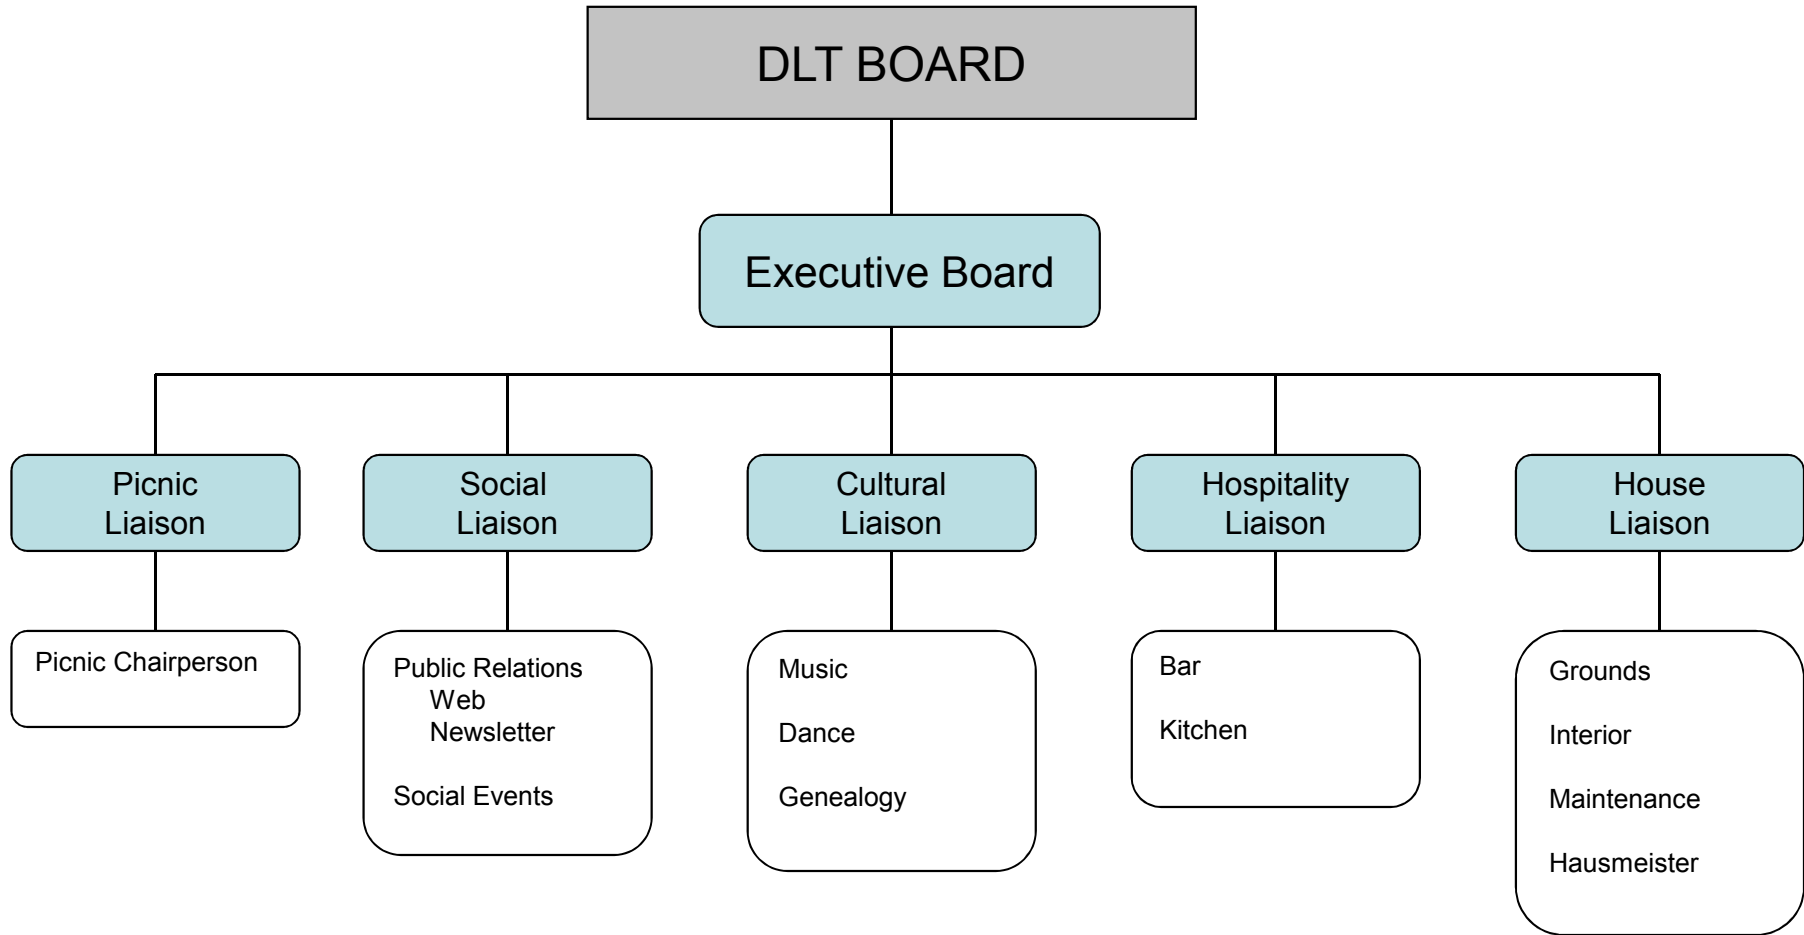 DLT BOARD
Executive Board
Picnic
Liaison
Social
Liaison
Cultural
Liaison
Hospitality
Liaison
House
Liaison
Picnic Chairperson
Public Relations
Web
Newsletter
Social Events
Music
Dance
Genealogy
Bar
Kitchen
Grounds
Interior
Maintenance
Hausmeister